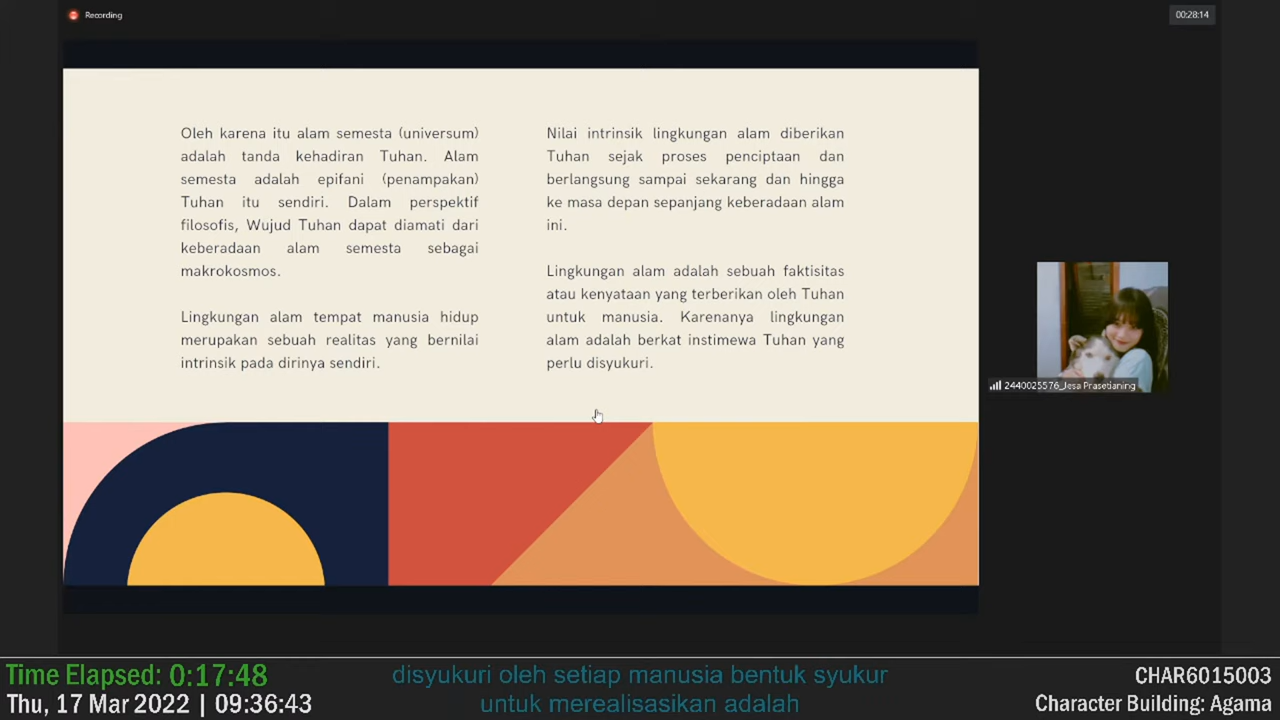 Recording
00:28:14
Oleh karena itu alam semesta (universum)
adalah tanda kehadiran Tuhan. Alam
semesta adalah epifani (penampakan)
Tuhan itu sendiri. Dalam perspektif
filosofis, Wujud Tuhan dapat diamati dari
keberadaan alam semesta sebagai
makrokosmos.
Lingkungan alam tempat manusia hidup
merupakan sebuah realitas yang bernilai
intrinsik pada dirinya sendiri.
Nilai intrinsik lingkungan alam diberikan
Tuhan sejak proses penciptaan dan
berlangsung sampai sekarang dan hingga
ke masa depan sepanjang keberadaan alam
ini.
Lingkungan alam adalah sebuah faktisitas
atau kenyataan yang terberikan oleh Tuhan
untuk manusia. Karenanya lingkungan
alam adalah berkat instimewa Tuhan yang
perlu disyukuri.
2440025576_Jesa Prasetianing
Time Elapsed: 0:17:48
Thu, 17 Mar 2022 | 09:36:43
disyukuri oleh setiap manusia bentuk syukur
untuk merealisasikan adalah
CHAR6015003
Character Building: Agama